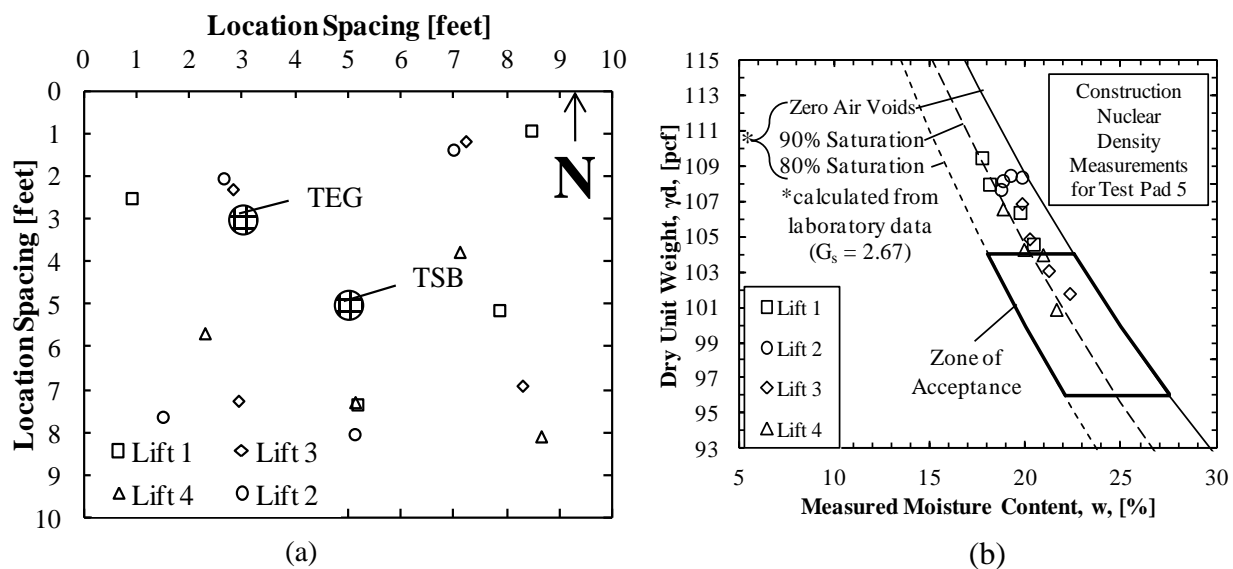 Location Spacing [feet]
0 1 2 3 4 5 6 7 8 9 10
Location Spacing [feet]
0
1
2
3
4
5
6
7
8
9
10
N
TEG
TSB
Lift 1
Lift 3
Lift 4
Lift 2
(a)
Dry Unit Weight, γd, [pcf]
115
113
111
109
107
105
103
101
99
97
95
93
Zero Air Voids
* 90% Saturation
80% Saturation
*calculated from
laboratory data
(Gs = 2.67)
Construction
Nuclear
Density
Measurements
for Test Pad 5
Lift 1
Lift 2
Lift 3
Lift 4
Zone of
Acceptance
5 10 15 20 25 30
Measured Moisture Content, w, [%]
(b)